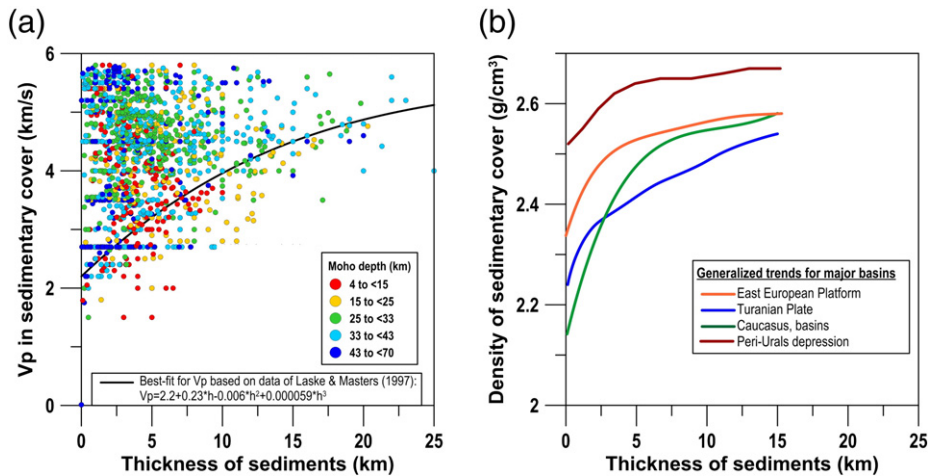 (a)
6
4
2
0
Vp in sedimentary cover (km/s)
Moho depth (km)
4 to <15
15 to <25
25 to <33
33 to <43
43 to <70
Best-fit for Vp based on data of Laske & Masters (1997):
Vp=2.2+0.23*h-0.006*h²+0.000059*h³
0 5 10 15 20 25
Thickness of sediments (km)
(b)
2.6
2.4
2.2
2
Density of sedimentary cover (g/cm³)
Generalized trends for major basins
East European Platform
Turanian Plate
Caucasus, basins
Peri-Urals depression
0 5 10 15 25
Thickness of sediments (km)